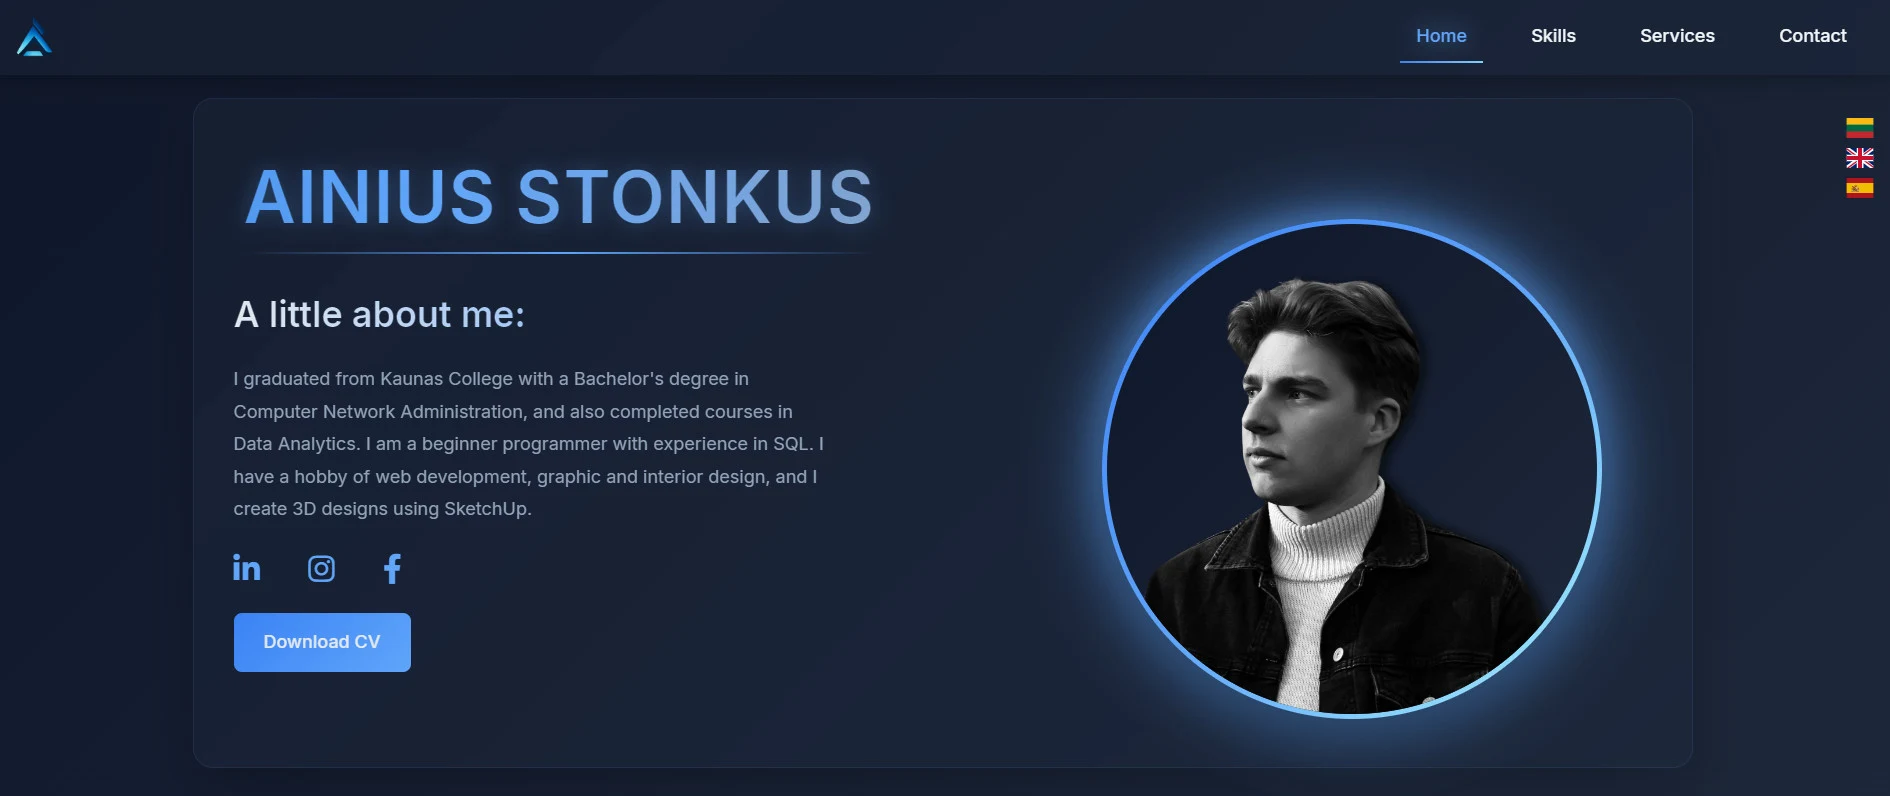 Home Skills Services Contact
AINIUS STONKUS
A little about me:
I graduated from Kaunas College with a Bachelor's degree in
Computer Network Administration, and also completed courses in
Data Analytics. I am a beginner programmer with experience in SQL. I
have a hobby of web development, graphic and interior design, and I
create 3D designs using SketchUp.
Download CV